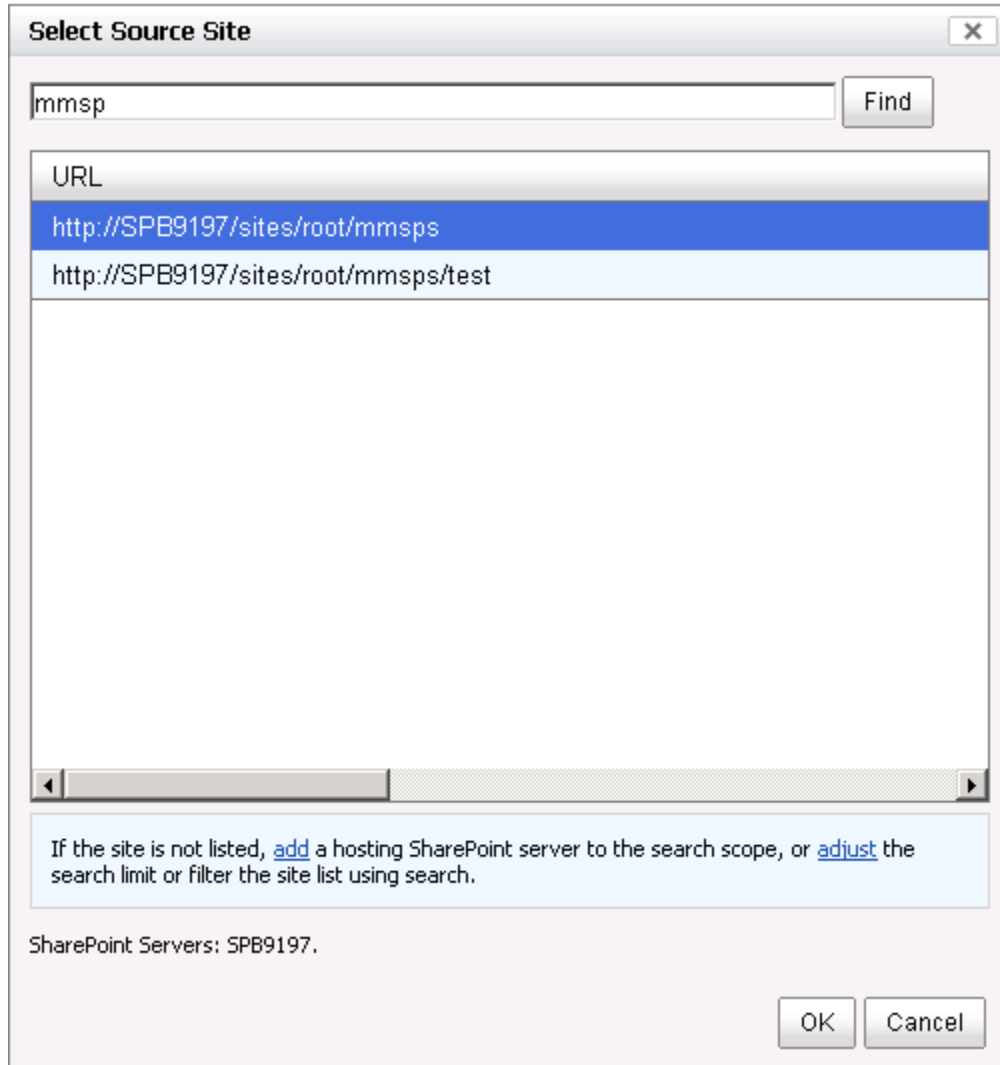 Select Source Site
mmsp
Find
URL
http://SPB9197/sites/root/mmsps
http://SPB9197/sites/root/mmsps/test
If the site is not listed, add a hosting SharePoint server to the search scope, or adjust the
search limit or filter the site list using search.
SharePoint Servers: SPB9197.
OK
Cancel